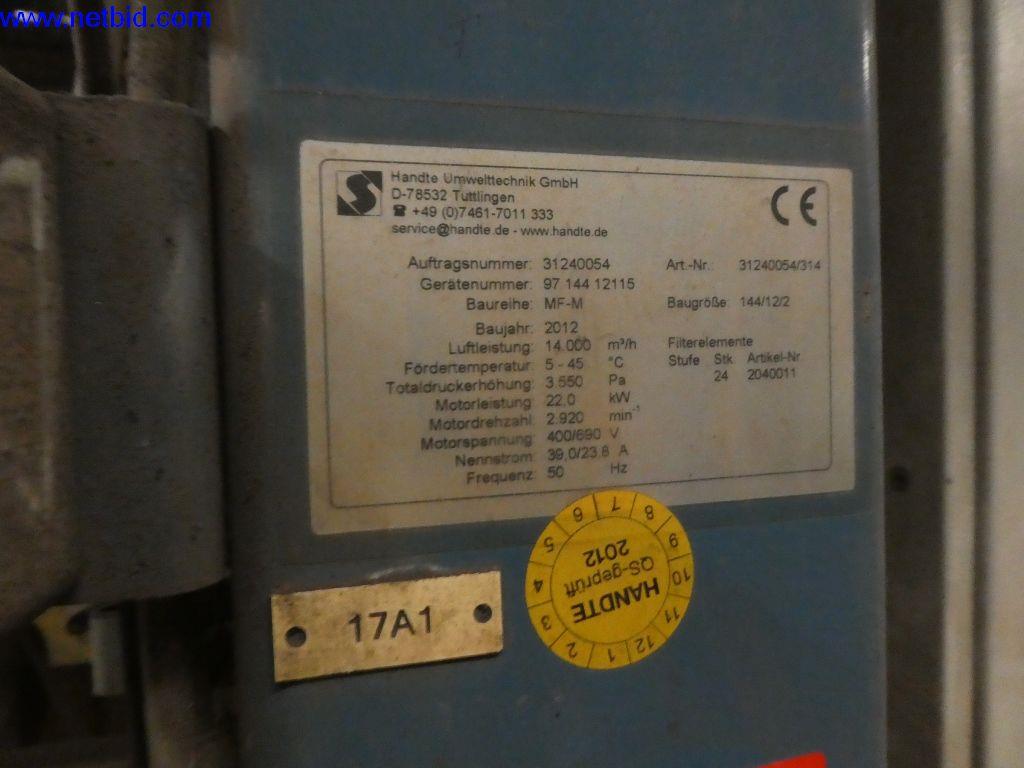 www.netbid.com
Handte Umwelttechnik GmbH
D-78532 Tuttlingen
☎ +49 (0)7461-7011 333
service@handte.de - www.handte.de
CE
Auftragsnummer: 31240054 Art.-Nr.: 31240054/314
Gerätenummer: 97 144 12115
Baureihe: MF-M Baugröße: 144/12/2
Baujahr: 2012
Luftleistung: 14.000 m³/h Filterelemente
Fördertemperatur: 5 - 45 °C Stufe Stk Artikel-Nr
Totaldruckerhöhung: 3.550 Pa 24 2040011
Motorleistung: 22,0 kW
Motordrehzahl: 2.920 min⁻¹
Motorspannung: 400/690 V
Nennstrom: 39,0/23,8 A
Frequenz: 50 Hz
17A1
HANDTE
QS-geprüft
2012
1 2 3 4 5 6 7 8 9 10 11 12